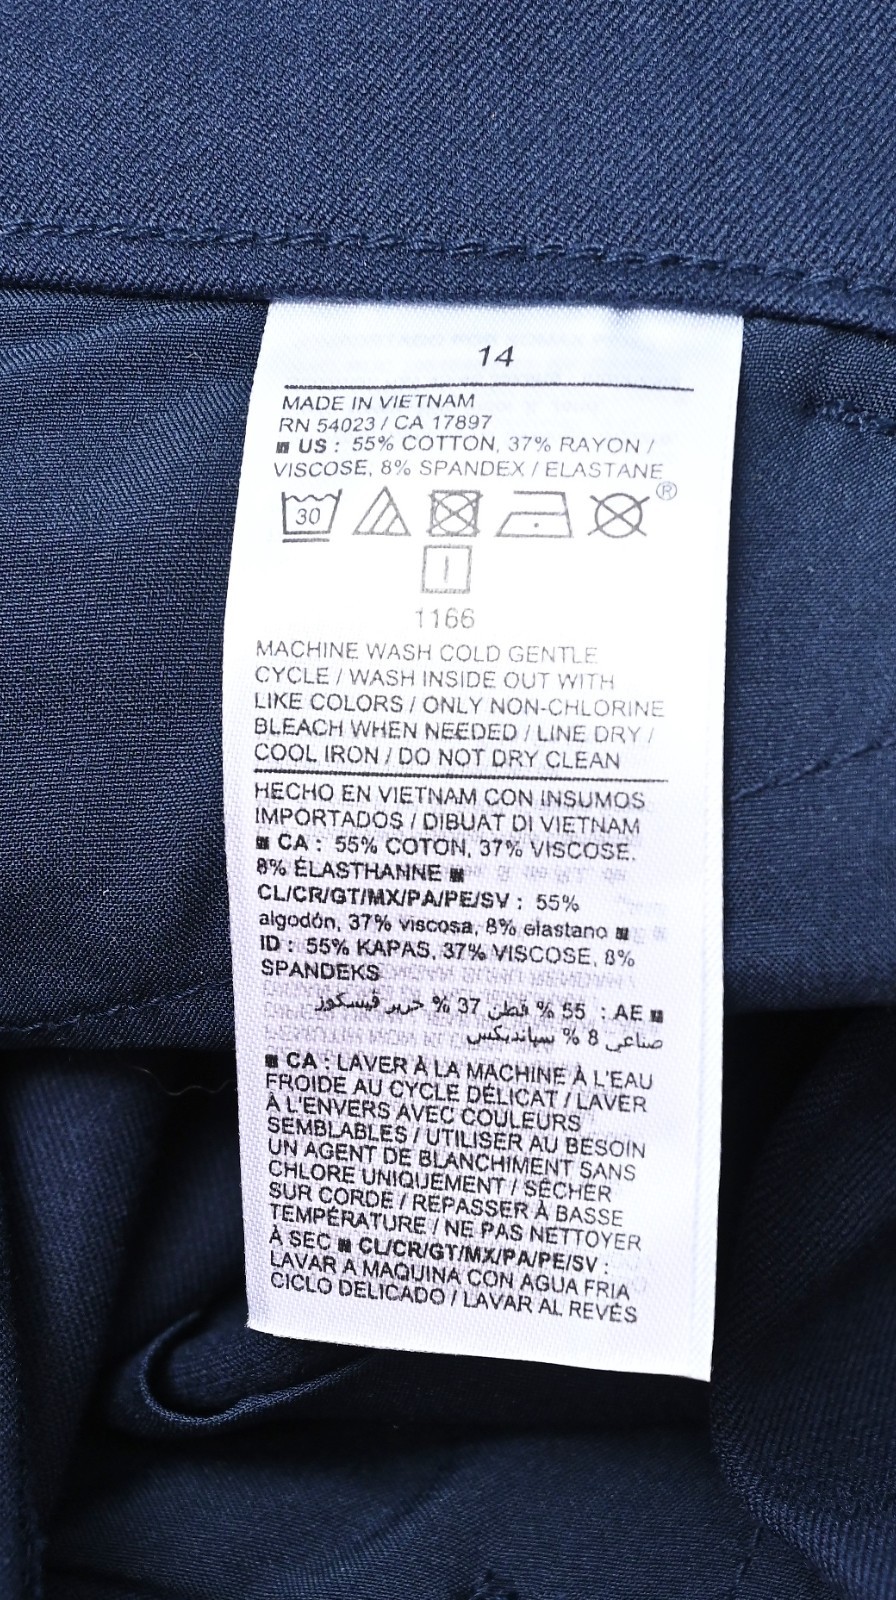 14
MADE IN VIETNAM
RN 54023 / CA 17897
■ US : 55% COTTON, 37% RAYON /
VISCOSE, 8% SPANDEX / ELASTANE
30
®
1166
MACHINE WASH COLD GENTLE
CYCLE / WASH INSIDE OUT WITH
LIKE COLORS / ONLY NON-CHLORINE
BLEACH WHEN NEEDED / LINE DRY /
COOL IRON / DO NOT DRY CLEAN
HECHO EN VIETNAM CON INSUMOS
IMPORTADOS / DIBUAT DI VIETNAM
■ CA : 55% COTON, 37% VISCOSE,
8% ÉLASTHANNE ■
CL/CR/GT/MX/PA/PE/SV : 55%
algodón, 37% viscosa, 8% elastano ■
ID : 55% KAPAS, 37% VISCOSE, 8%
SPANDEKS
■ AE : 55 % قطن 37 % حرير فيسكوز
صناعي 8 % سباندیکس
■ CA : LAVER À LA MACHINE À L'EAU
FROIDE AU CYCLE DÉLICAT / LAVER
À L'ENVERS AVEC COULEURS
SEMBLABLES / UTILISER AU BESOIN
UN AGENT DE BLANCHIMENT SANS
CHLORE UNIQUEMENT / SÉCHER
SUR CORDE / REPASSER À BASSE
TEMPÉRATURE / NE PAS NETTOYER
À SEC ■ CL/CR/GT/MX/PA/PE/SV :
LAVAR A MAQUINA CON AGUA FRIA
CICLO DELICADO / LAVAR AL REVÉS